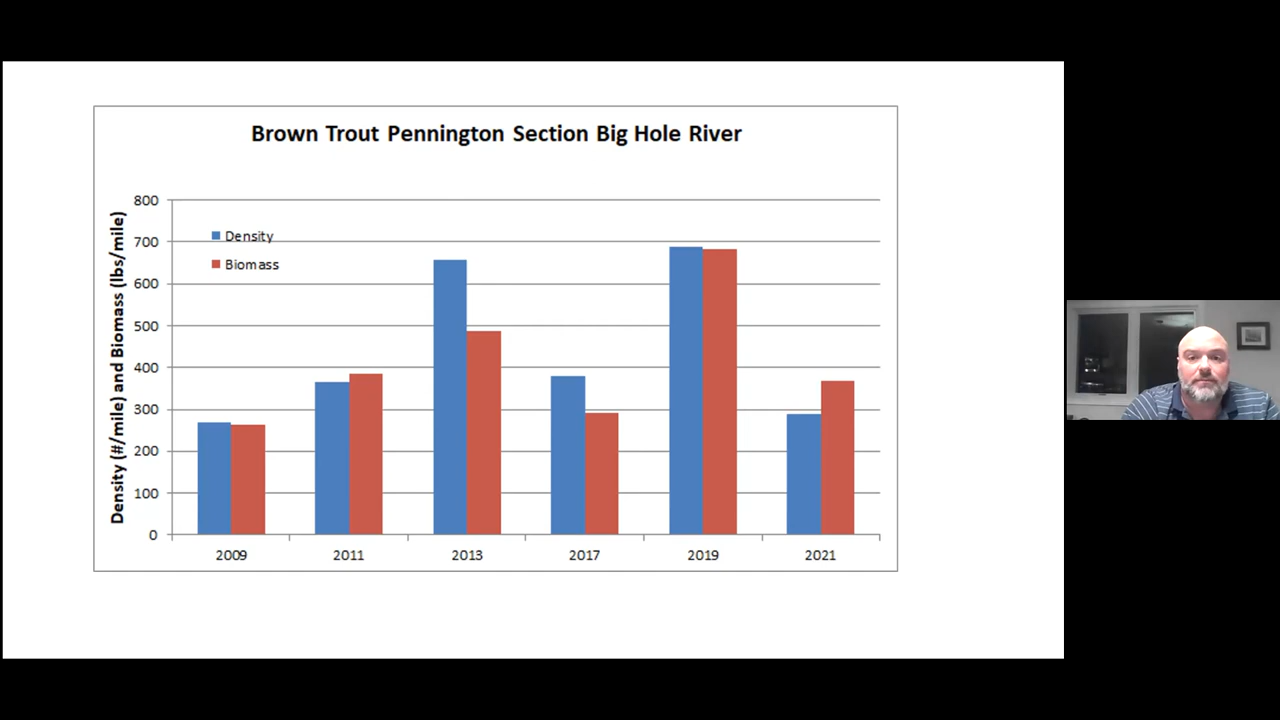 Brown Trout Pennington Section Big Hole River
Density (#/mile) and Biomass (lbs/mile)
800
700
600
500
400
300
200
100
0
Density
Biomass
2009 2011 2013 2017 2019 2021